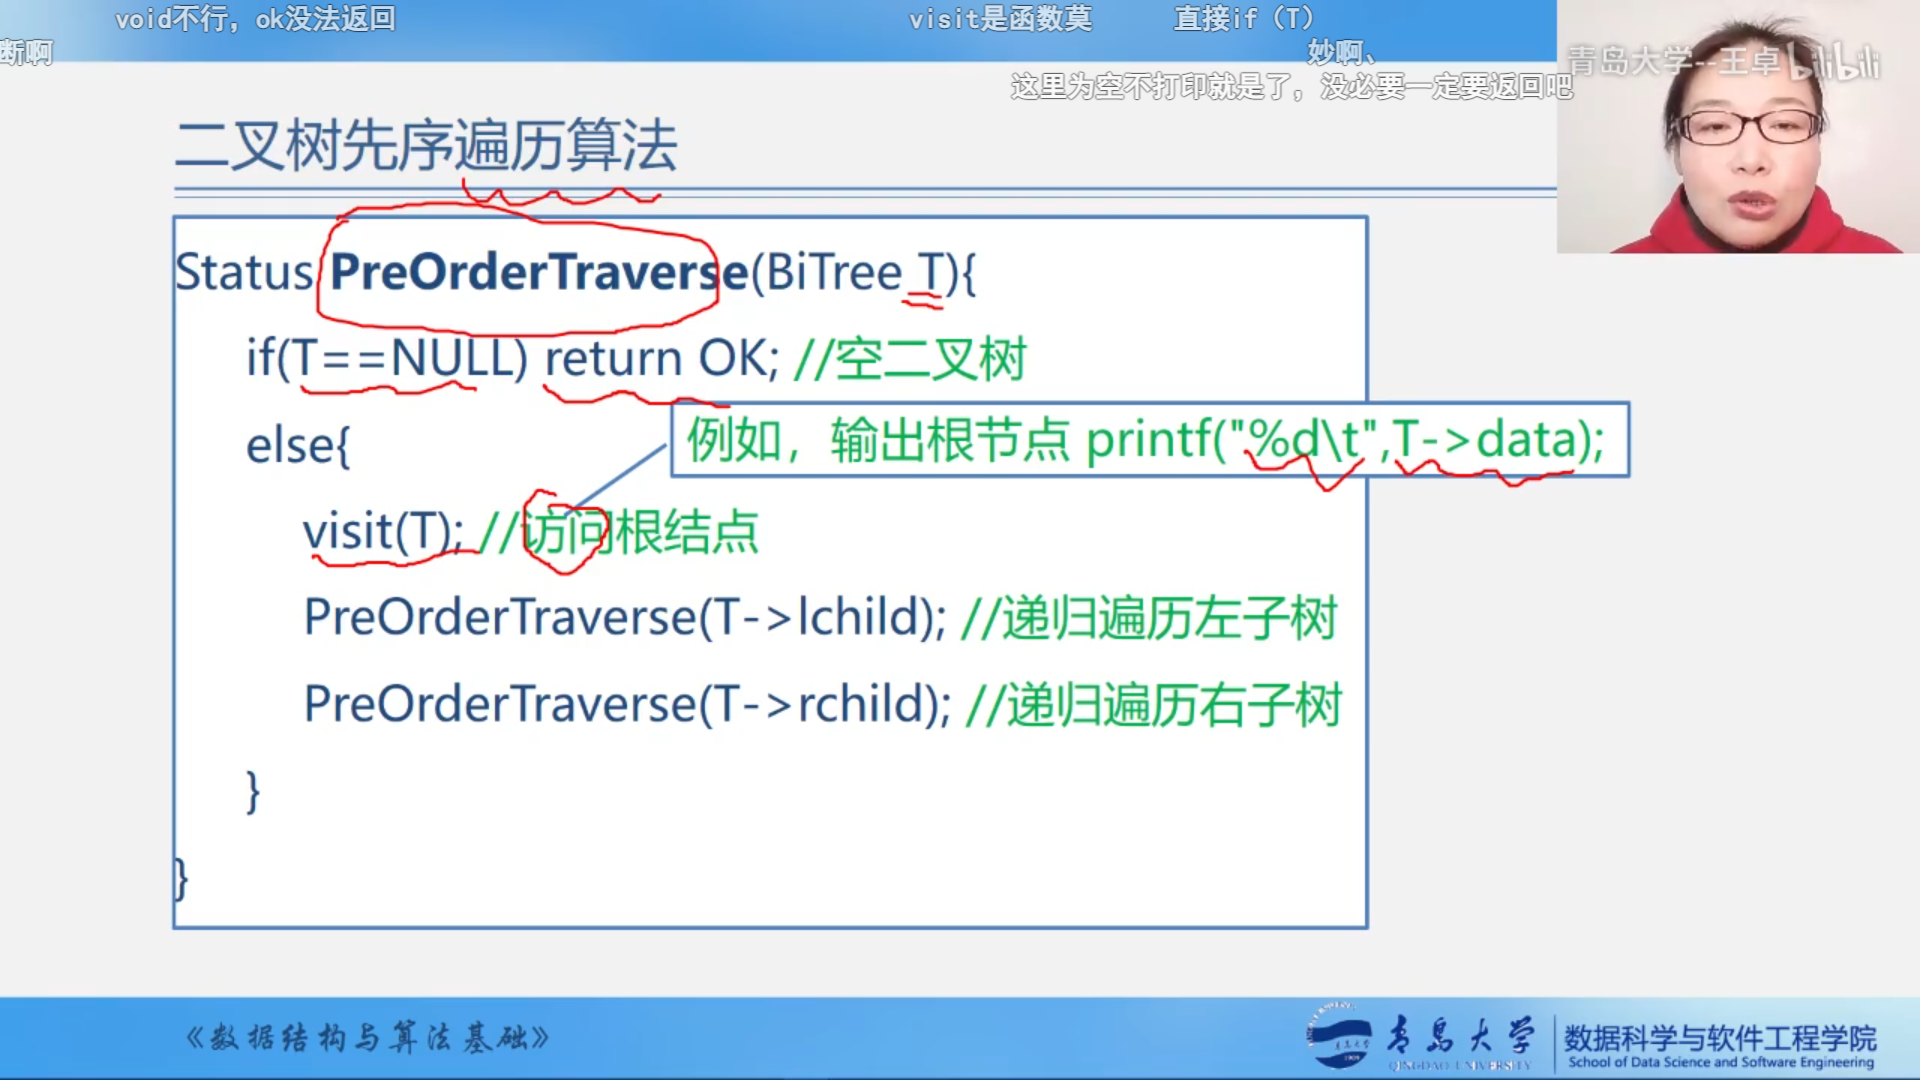 void不行，ok没法返回
visit是函数莫
直接if（T）
断啊
妙啊、
这里为空不打印就是了，没必要一定要返回吧
青岛大学--王卓
bilibili
二叉树先序遍历算法
Status PreOrderTraverse(BiTree T){
if(T==NULL) return OK; //空二叉树
else{
例如，输出根节点 printf("%d\t",T->data);
visit(T); //访问根结点
PreOrderTraverse(T->lchild); //递归遍历左子树
PreOrderTraverse(T->rchild); //递归遍历右子树
}
}
《数据结构与算法基础》
青岛大学
QINGDAO UNIVERSITY
数据科学与软件工程学院
School of Data Science and Software Engineering